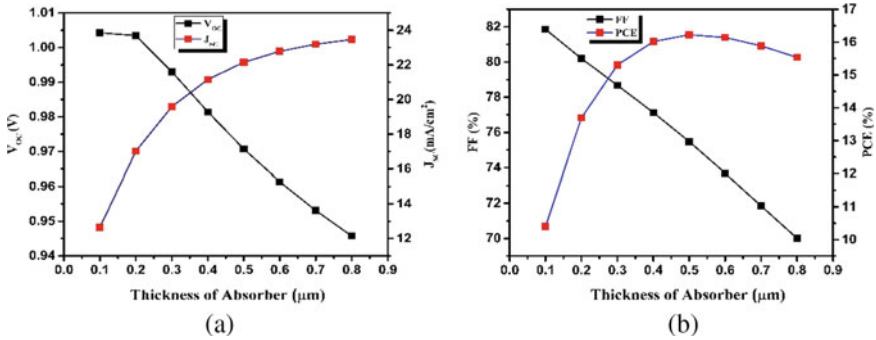 V_OC
J_SC
1.01
1.00
0.99
0.98
0.97
0.96
0.95
0.94
V_OC (V)
24
22
20
18
16
14
12
J_SC (mA/cm²)
0.0 0.1 0.2 0.3 0.4 0.5 0.6 0.7 0.8 0.9
Thickness of Absorber (μm)
(a)
FF
PCE
82
80
78
76
74
72
70
FF (%)
17
16
15
14
13
12
11
10
PCE (%)
0.0 0.1 0.2 0.3 0.4 0.5 0.6 0.7 0.8 0.9
Thickness of Absorber (μm)
(b)